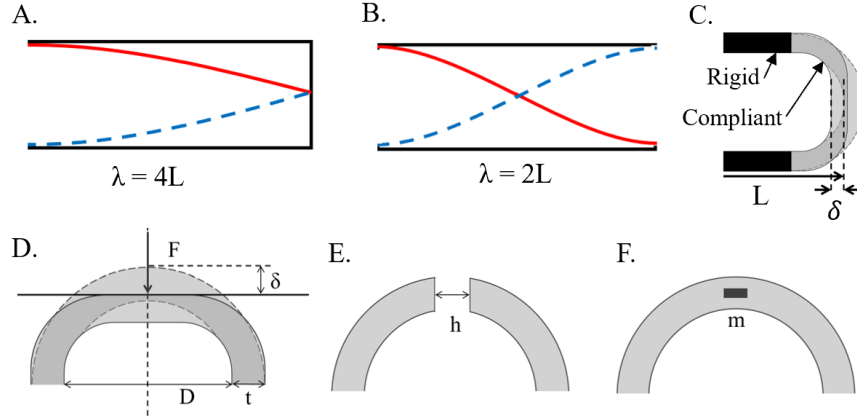 A.
B.
C.
λ = 4L
λ = 2L
Rigid
Compliant
L
δ
D.
E.
F.
F
δ
D
t
h
m